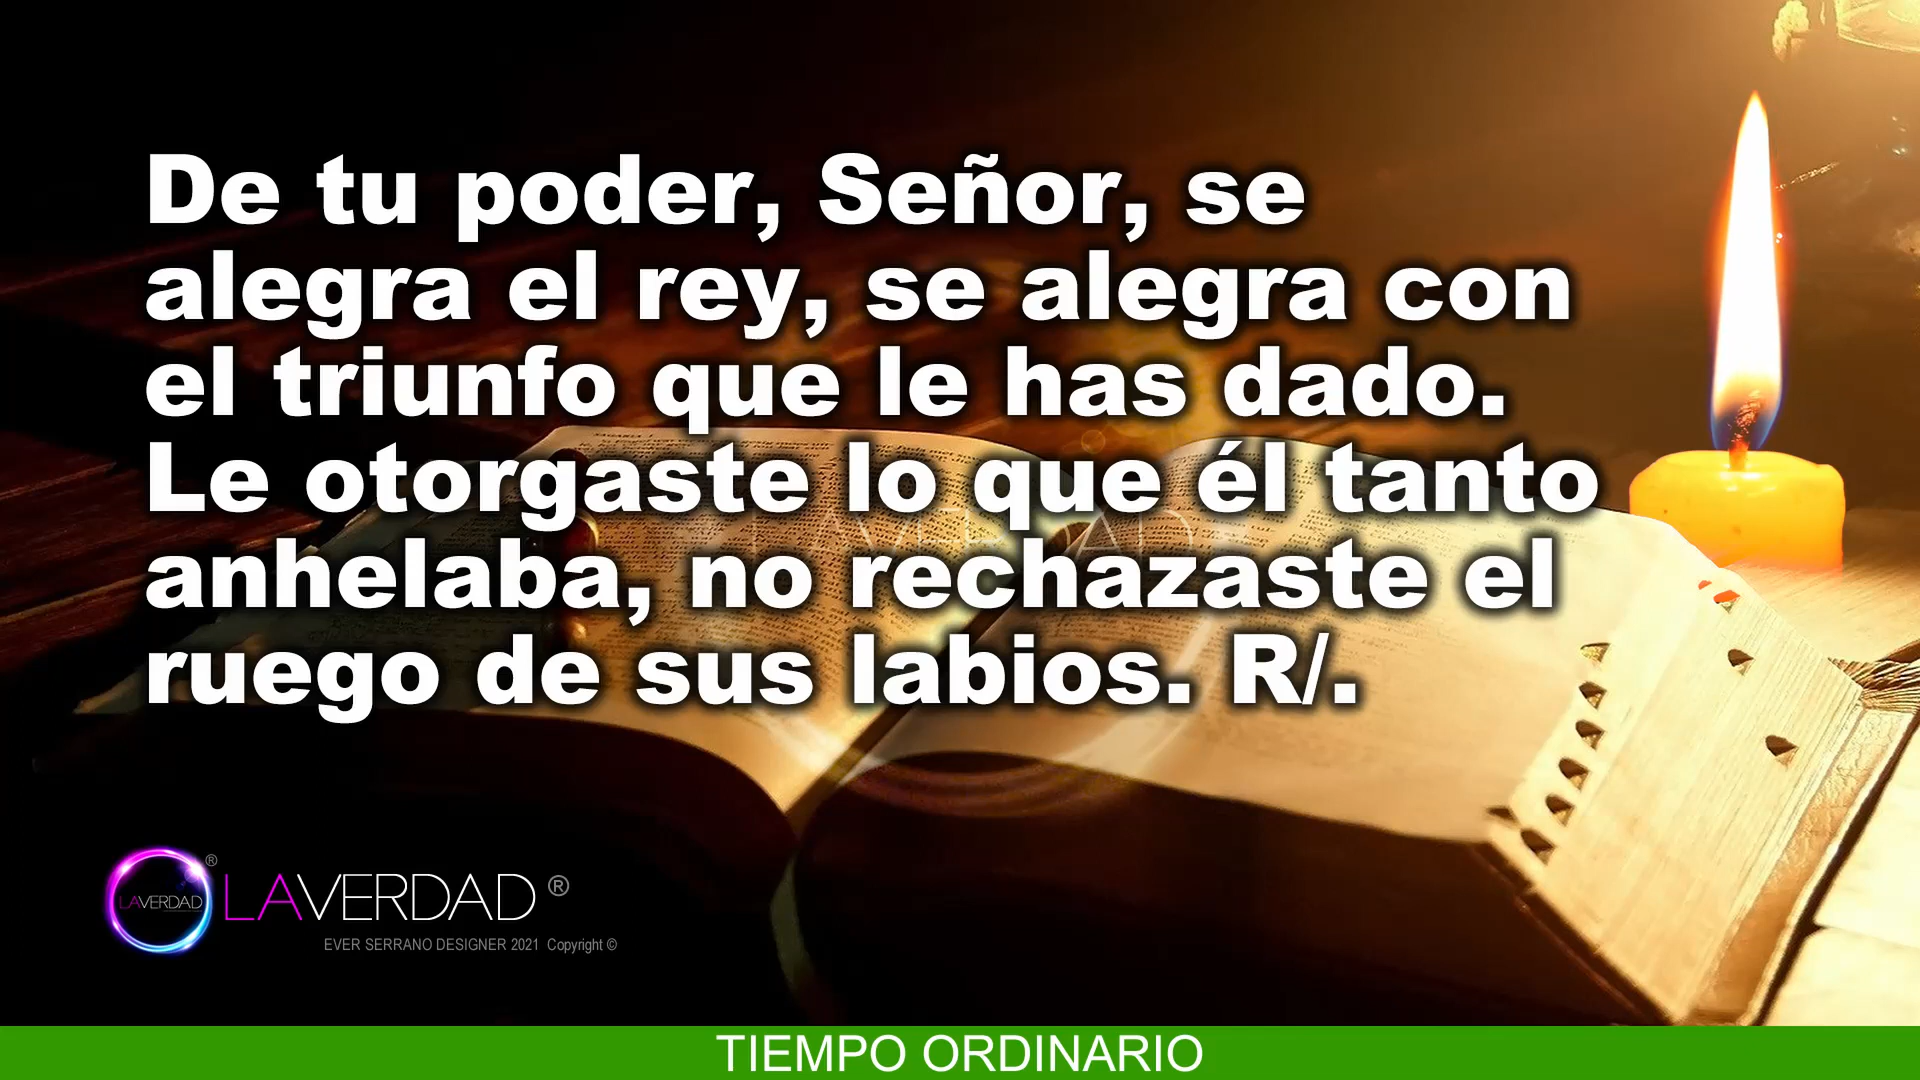 De tu poder, Señor, se
alegra el rey, se alegra con
el triunfo que le has dado.
Le otorgaste lo que él tanto
anhelaba, no rechazaste el
ruego de sus labios. R/.
LAVERDAD
LAVERDAD ®
LAVERDAD ®
EVER SERRANO DESIGNER 2021 Copyright ©
TIEMPO ORDINARIO